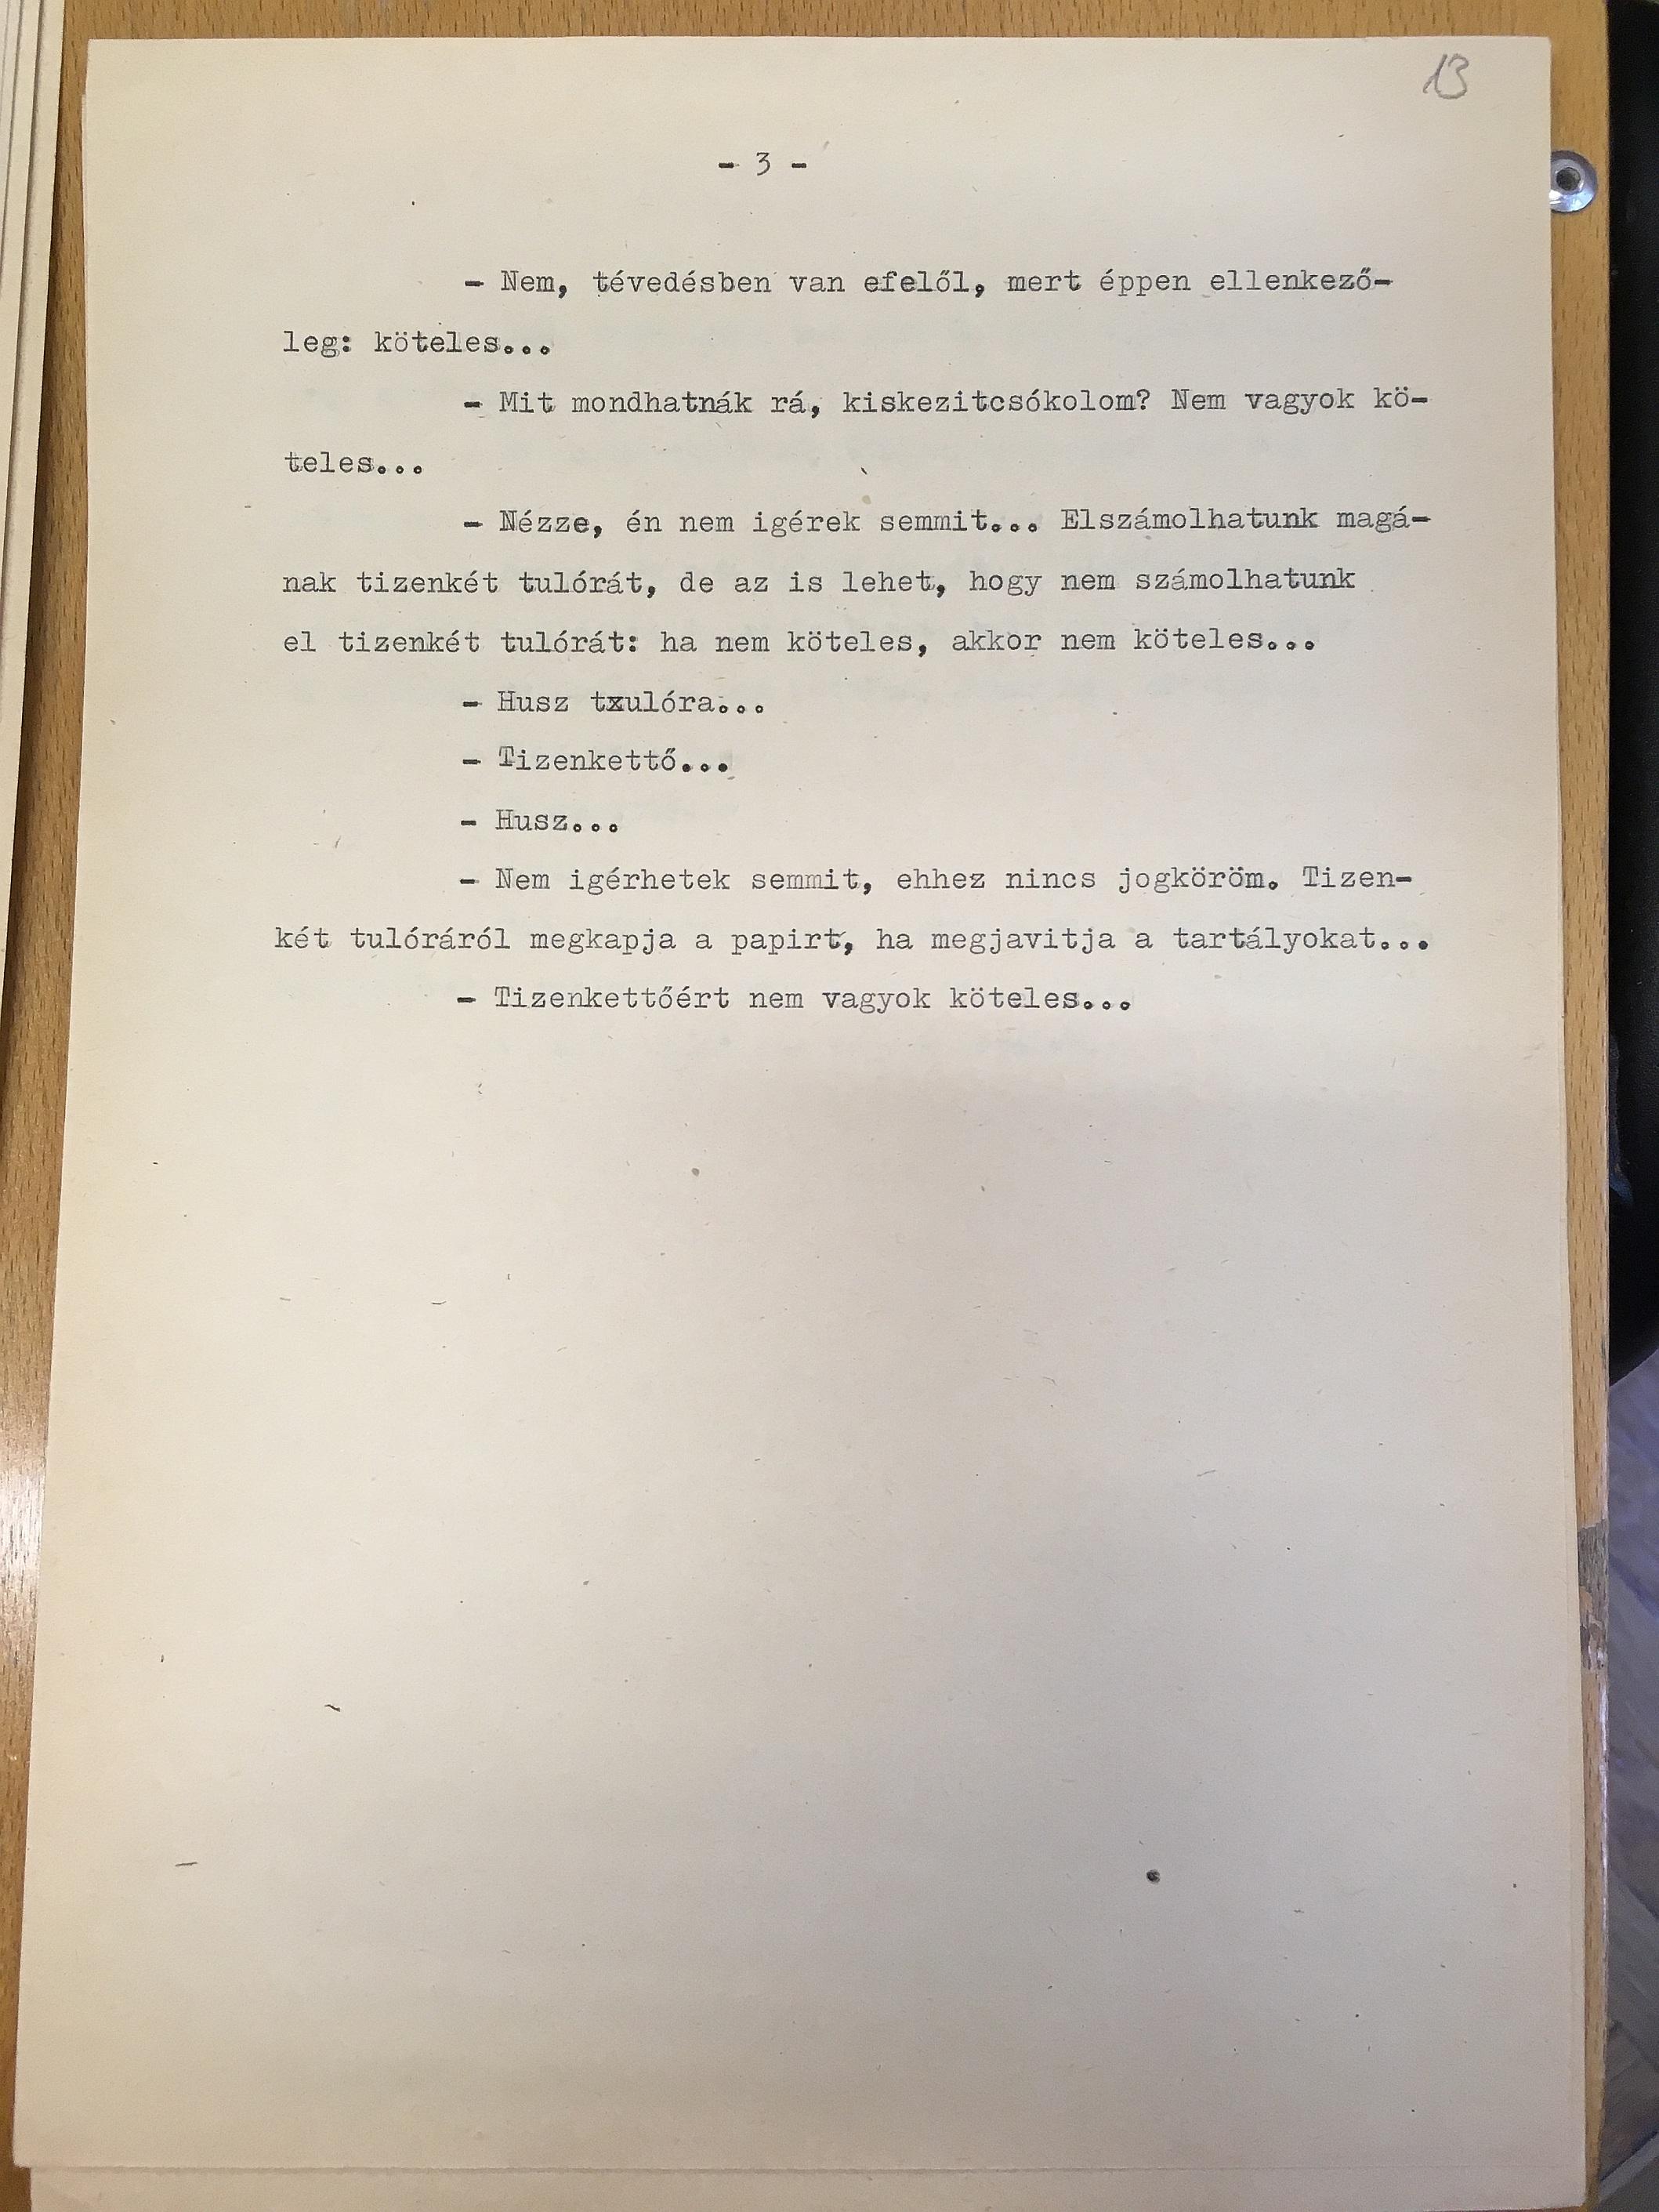 13
- 3 -
- Nem, tévedésben van efelől, mert éppen ellenkező-
leg: köteles...
- Mit mondhatnák rá, kiskezitcsókolom? Nem vagyok kö-
teles...
- Nézze, én nem igérek semmit... Elszámolhatunk magá-
nak tizenkét tulórát, de az is lehet, hogy nem számolhatunk
el tizenkét tulórát: ha nem köteles, akkor nem köteles...
- Husz txulóra...
- Tizenkettő...
- Husz...
- Nem igérhetek semmit, ehhez nincs jogköröm. Tizen-
két tulóráról megkapja a papirt, ha megjavitja a tartályokat...
- Tizenkettőért nem vagyok köteles...